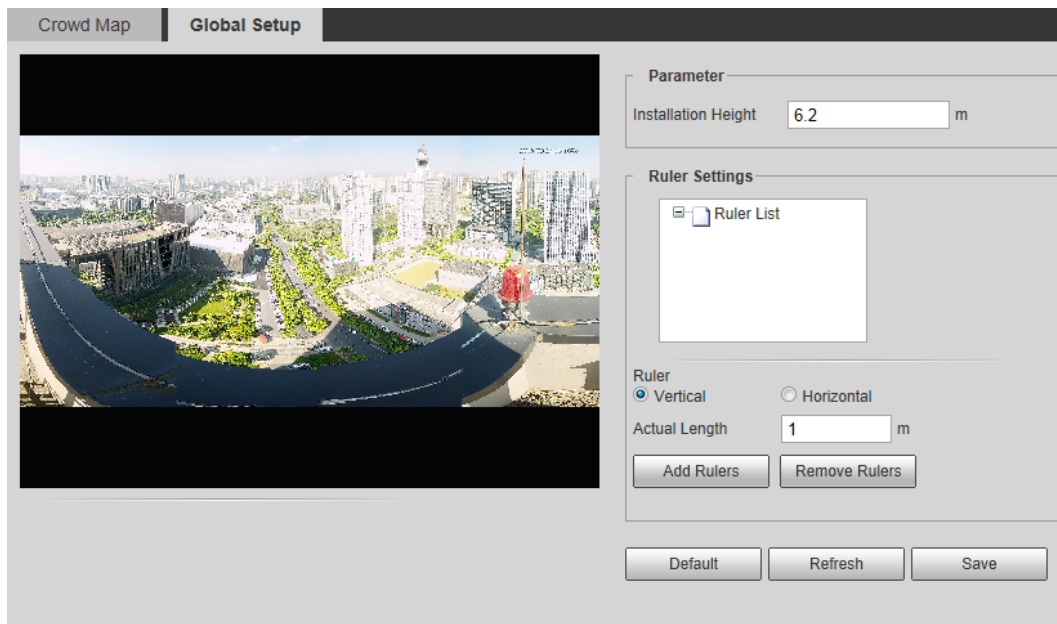 Crowd Map
Global Setup
Parameter
Installation Height 6.2 m
Ruler Settings
Ruler List
Ruler
Vertical Horizontal
Actual Length 1 m
Add Rulers Remove Rulers
Default Refresh Save